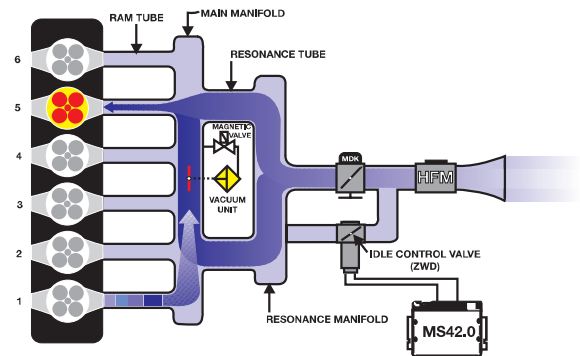 RAM TUBE
MAIN MANIFOLD
RESONANCE TUBE
6
5
4
3
2
1
MAGNETIC
VALVE
N
VACUUM
UNIT
MDK
HFM
IDLE CONTROL VALVE
(ZWD)
RESONANCE MANIFOLD
MS42.0